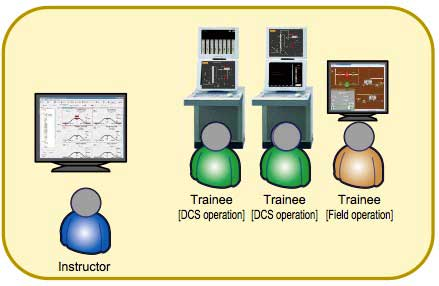 Trainee
[DCS operation]
Trainee
[DCS operation]
Trainee
[Field operation]
Instructor